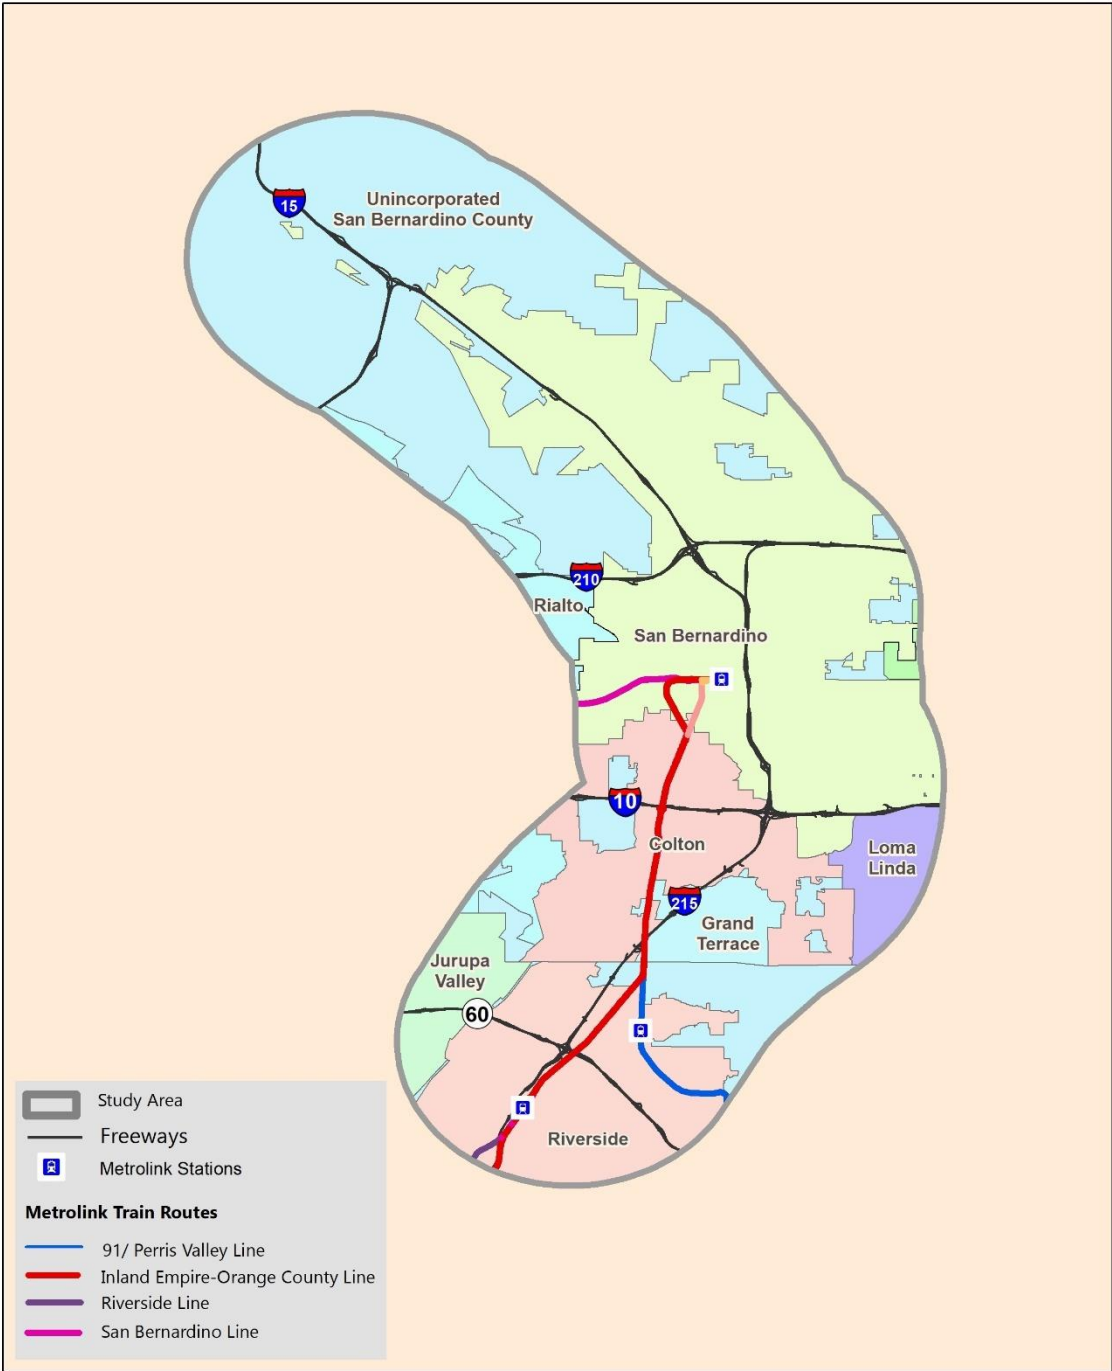 Unincorporated
San Bernardino County
15
210
Rialto
San Bernardino
10
Colton
Loma
Linda
215
Grand
Terrace
Jurupa
Valley
60
Riverside
Study Area
Freeways
Metrolink Stations
Metrolink Train Routes
91/ Perris Valley Line
Inland Empire-Orange County Line
Riverside Line
San Bernardino Line